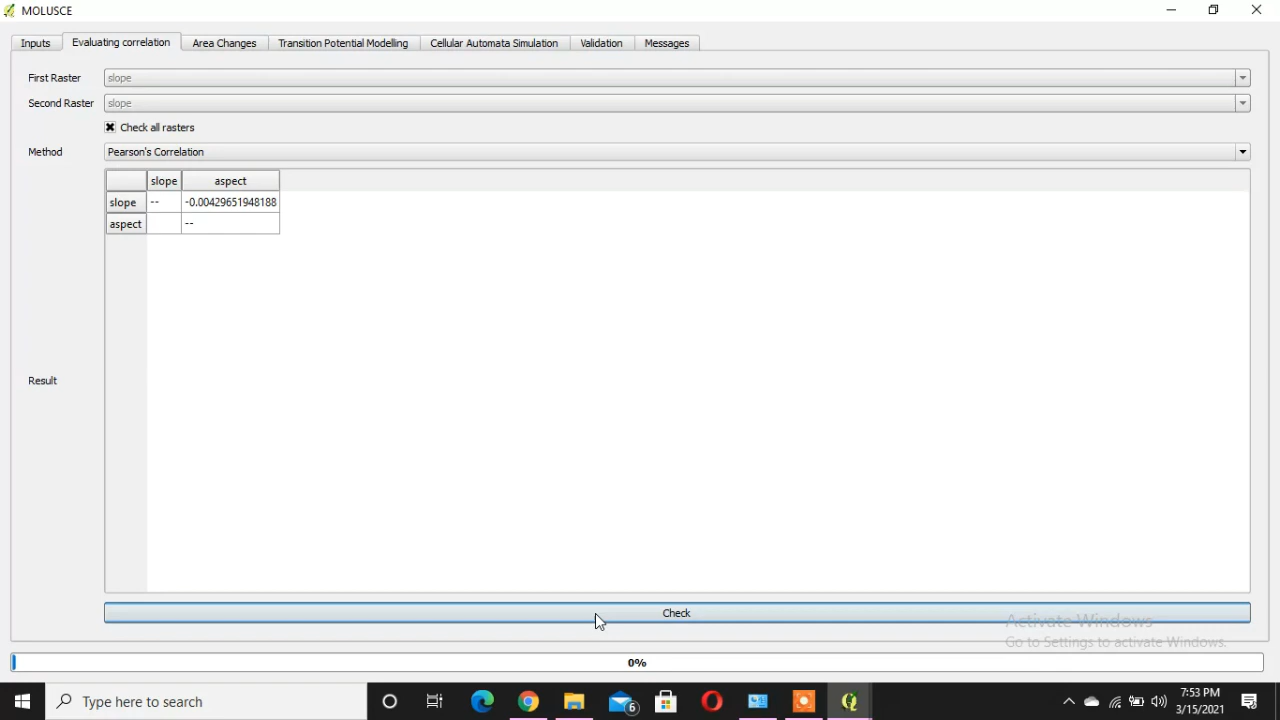 MOLUSCE
Inputs Evaluating correlation Area Changes Transition Potential Modelling Cellular Automata Simulation Validation Messages
First Raster slope
Second Raster slope
Check all rasters
Method Pearson's Correlation
slope aspect
slope -- -0.00429651948188
aspect --
Result
Check
Activate Windows
Go to Settings to activate Windows.
0%
Type here to search
6
7:53 PM
3/15/2021